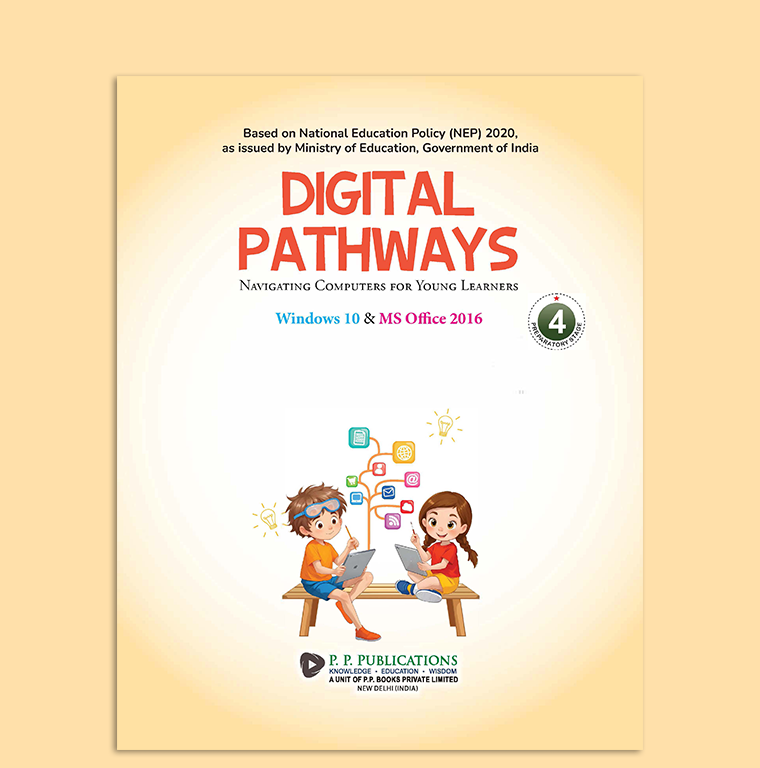 Based on National Education Policy (NEP) 2020,
as issued by Ministry of Education, Government of India
DIGITAL
PATHWAYS
NAVIGATING COMPUTERS FOR YOUNG LEARNERS
Windows 10 & MS Office 2016
4
PREPARATORY STAGE
@
P. P. PUBLICATIONS
KNOWLEDGE • EDUCATION • WISDOM
A UNIT OF P.P. BOOKS PRIVATE LIMITED
NEW DELHI (INDIA)